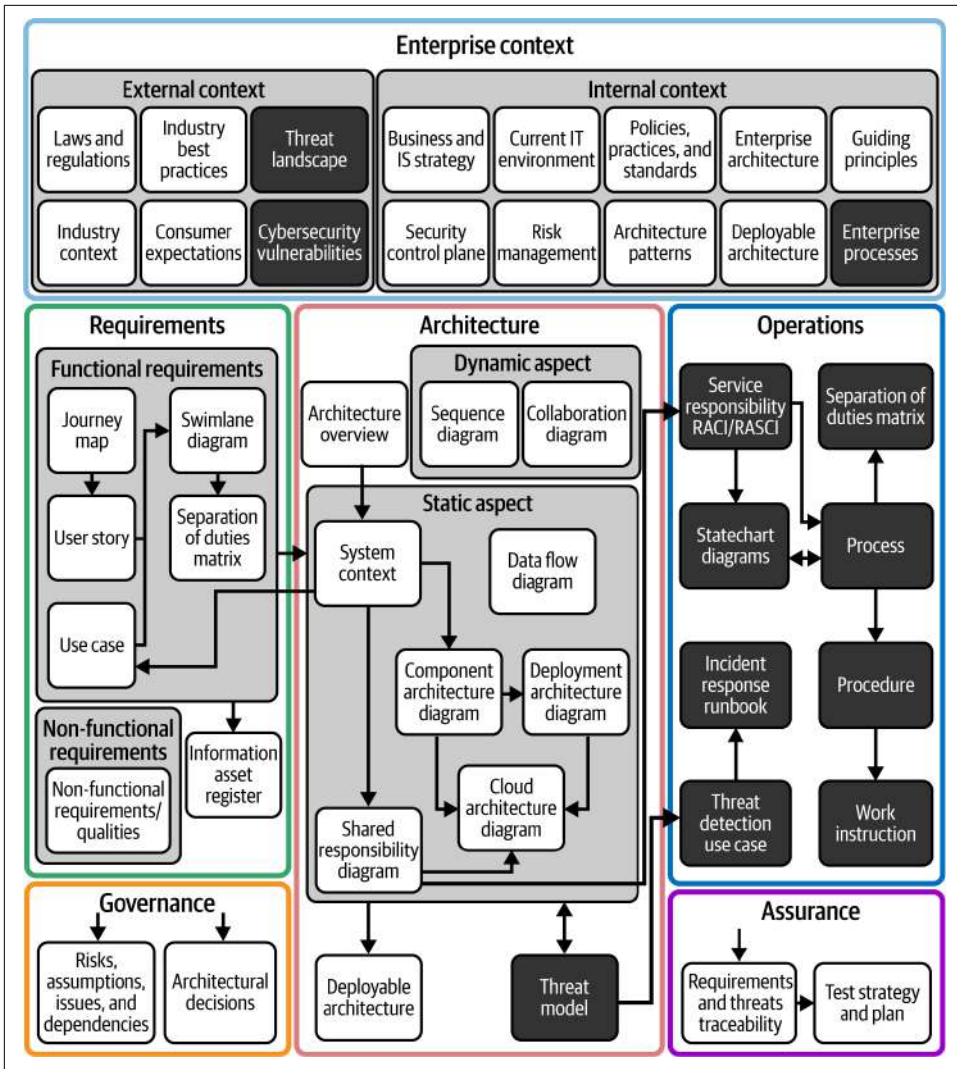 Enterprise context
External context
Laws and
regulations
Industry
best
practices
Threat
landscape
Industry
context
Consumer
expectations
Cybersecurity
vulnerabilities
Internal context
Business and
IS strategy
Current IT
environment
Policies,
practices, and
standards
Enterprise
architecture
Guiding
principles
Security
control plane
Risk
management
Architecture
patterns
Deployable
architecture
Enterprise
processes
Requirements
Functional requirements
Journey
map
Swimlane
diagram
User story
Separation
of duties
matrix
Use case
Non-functional
requirements
Non-functional
requirements/
qualities
Information
asset
register
Architecture
Architecture
overview
Dynamic aspect
Sequence
diagram
Collaboration
diagram
Static aspect
System
context
Data flow
diagram
Component
architecture
diagram
Deployment
architecture
diagram
Cloud
architecture
diagram
Shared
responsibility
diagram
Deployable
architecture
Threat
model
Operations
Service
responsibility
RACI/RASCI
Separation of
duties matrix
Statechart
diagrams
Process
Incident
response
runbook
Procedure
Threat
detection
use case
Work
instruction
Governance
Risks,
assumptions,
issues, and
dependencies
Architectural
decisions
Assurance
Requirements
and threats
traceability
Test strategy
and plan